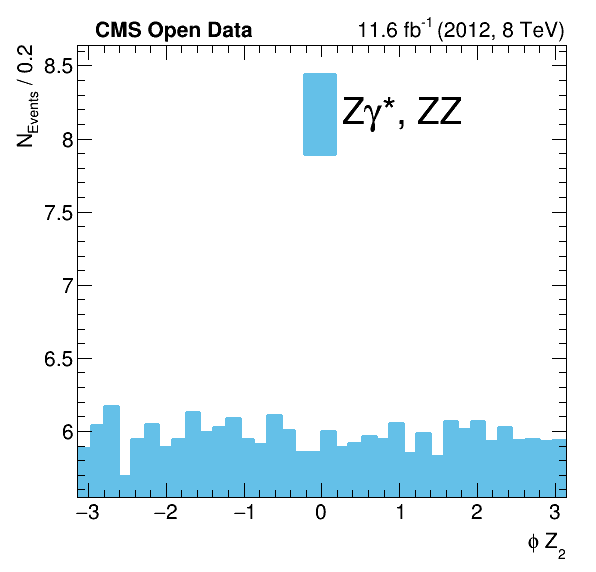 CMS Open Data 11.6 fb⁻¹ (2012, 8 TeV)
N_Events / 0.2
8.5
8
7.5
7
6.5
6
Zγ*, ZZ
−3 −2 −1 0 1 2 3
ϕ Z₂